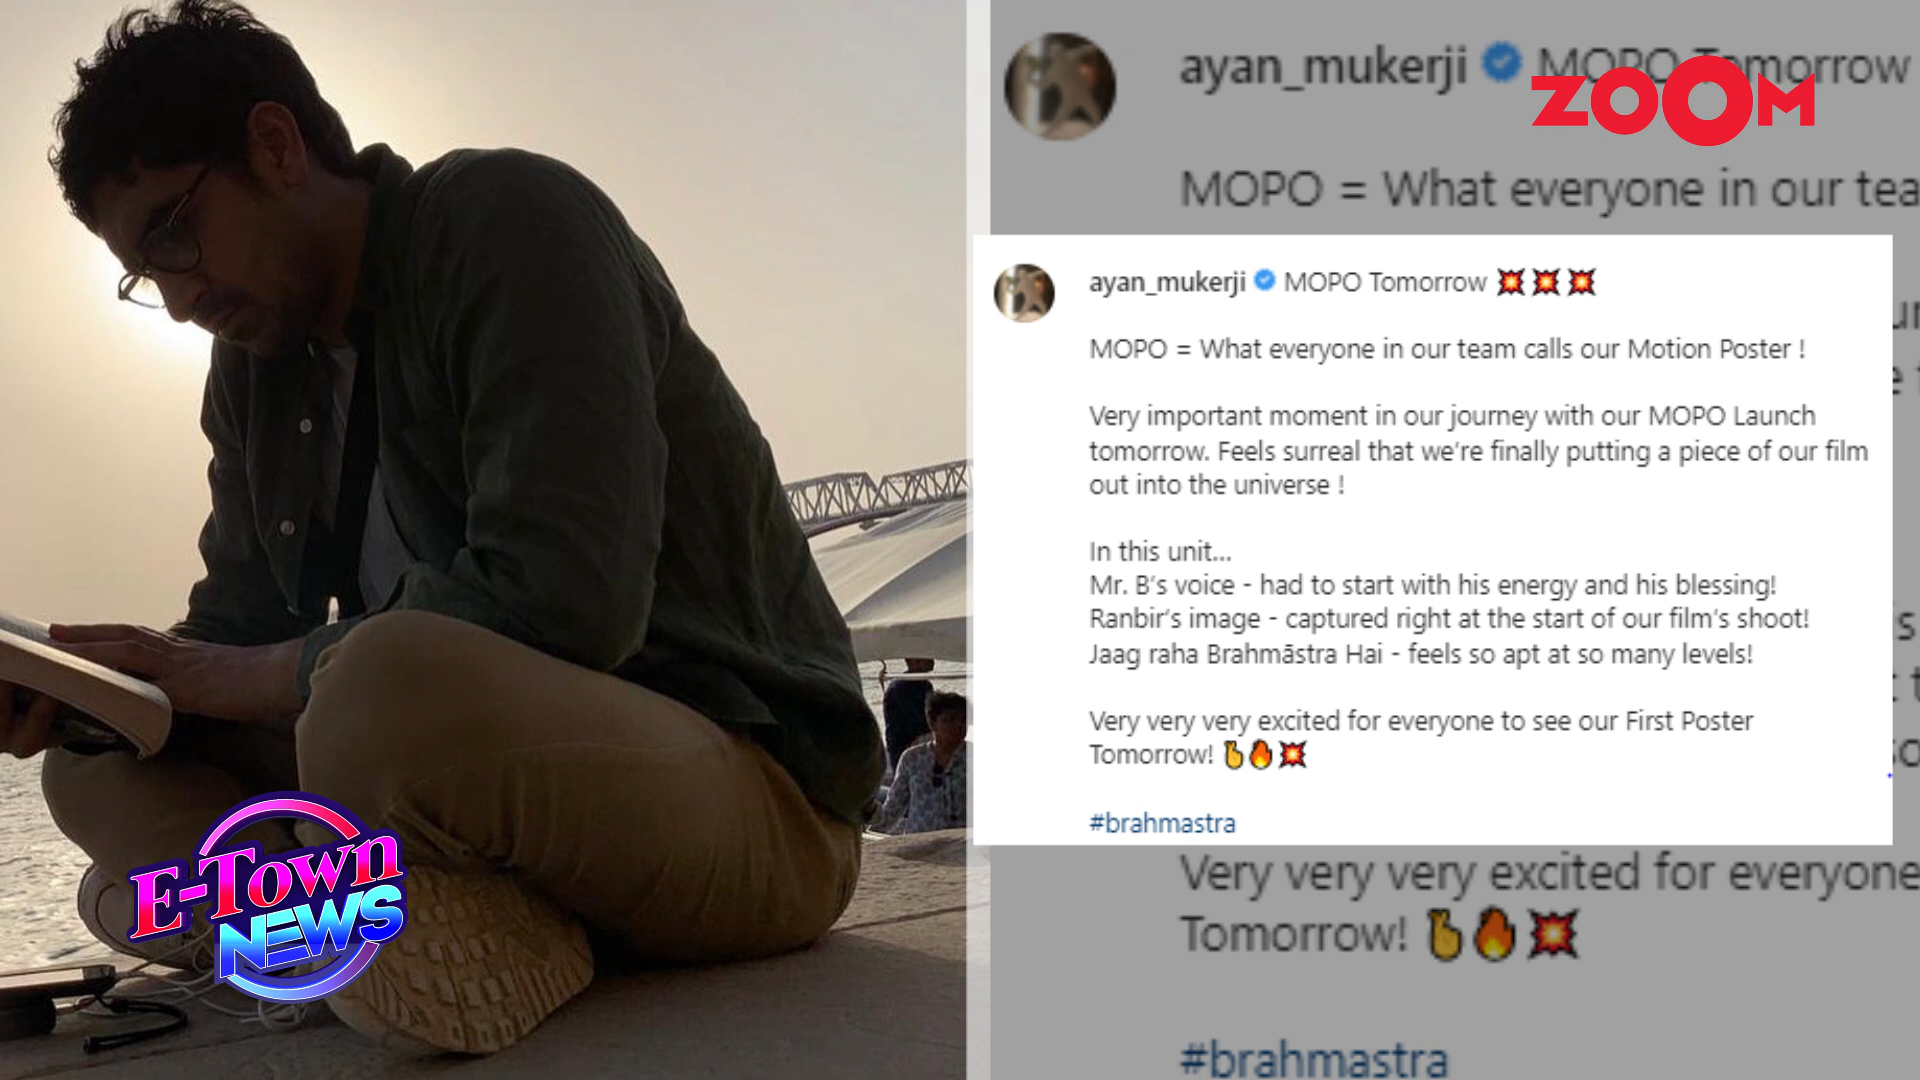 ayan_mukerji MOPO Tomorrow
ZOOM
MOPO = What everyone in our tea
ayan_mukerji MOPO Tomorrow 💥💥💥
MOPO = What everyone in our team calls our Motion Poster !
Very important moment in our journey with our MOPO Launch
tomorrow. Feels surreal that we're finally putting a piece of our film
out into the universe !
In this unit...
Mr. B's voice - had to start with his energy and his blessing!
Ranbir's image - captured right at the start of our film's shoot!
Jaag raha Brahmāstra Hai - feels so apt at so many levels!
Very very very excited for everyone to see our First Poster
Tomorrow! 🫰🔥💥
#brahmastra
Very very very excited for everyone
Tomorrow! 🫰🔥💥
#brahmastra
E-Town
NEWS